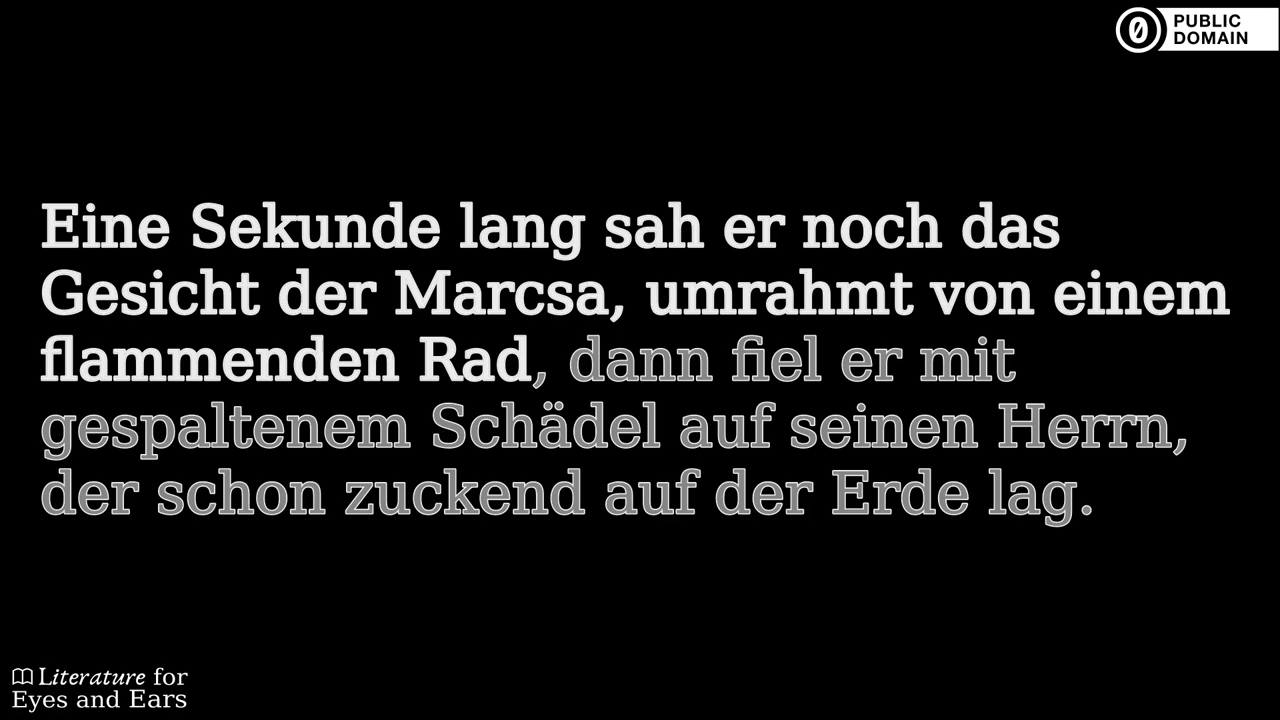 PUBLIC
DOMAIN
Eine Sekunde lang sah er noch das
Gesicht der Marcsa, umrahmt von einem
flammenden Rad, dann fiel er mit
gespaltenem Schädel auf seinen Herrn,
der schon zuckend auf der Erde lag.
Literature for
Eyes and Ears